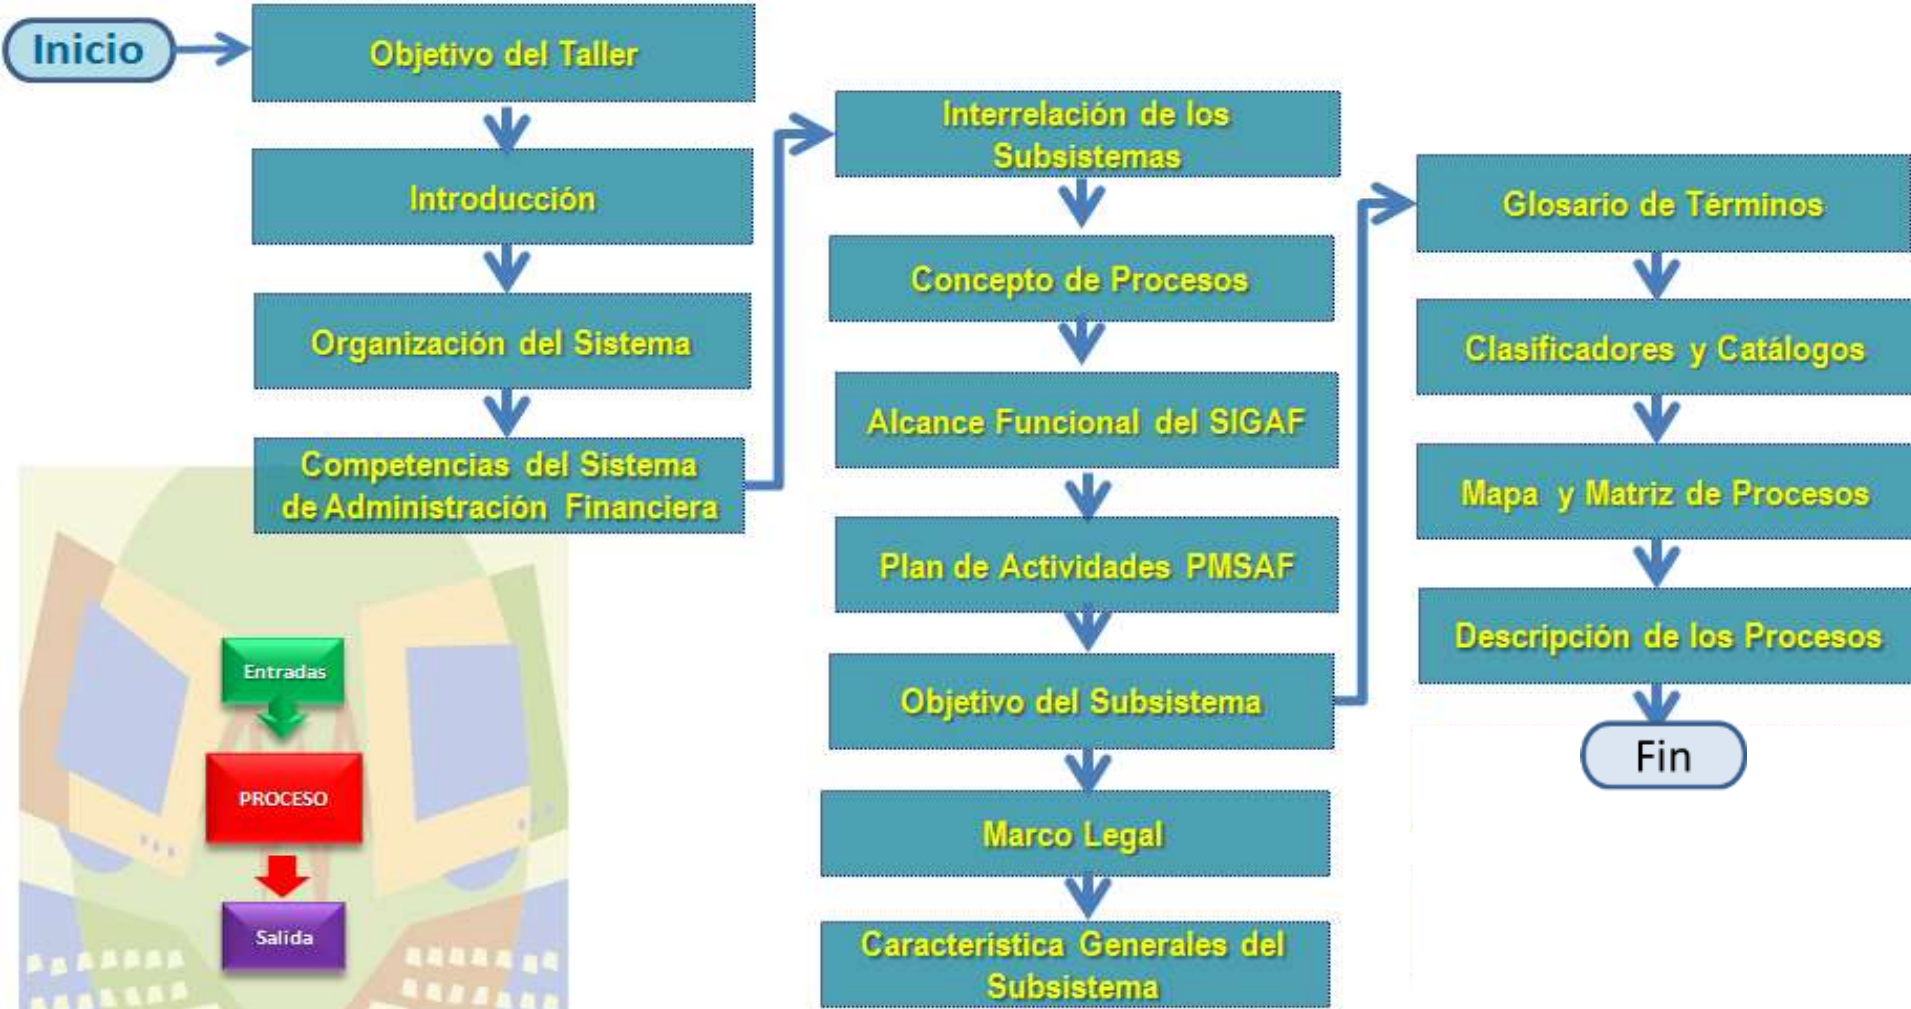 Inicio
Objetivo del Taller
Introducción
Organización del Sistema
Competencias del Sistema
de Administración Financiera
Interrelación de los
Subsistemas
Concepto de Procesos
Alcance Funcional del SIGAF
Plan de Actividades PMSAF
Objetivo del Subsistema
Marco Legal
Característica Generales del
Subsistema
Glosario de Términos
Clasificadores y Catálogos
Mapa y Matriz de Procesos
Descripción de los Procesos
Fin
Entradas
PROCESO
Salida